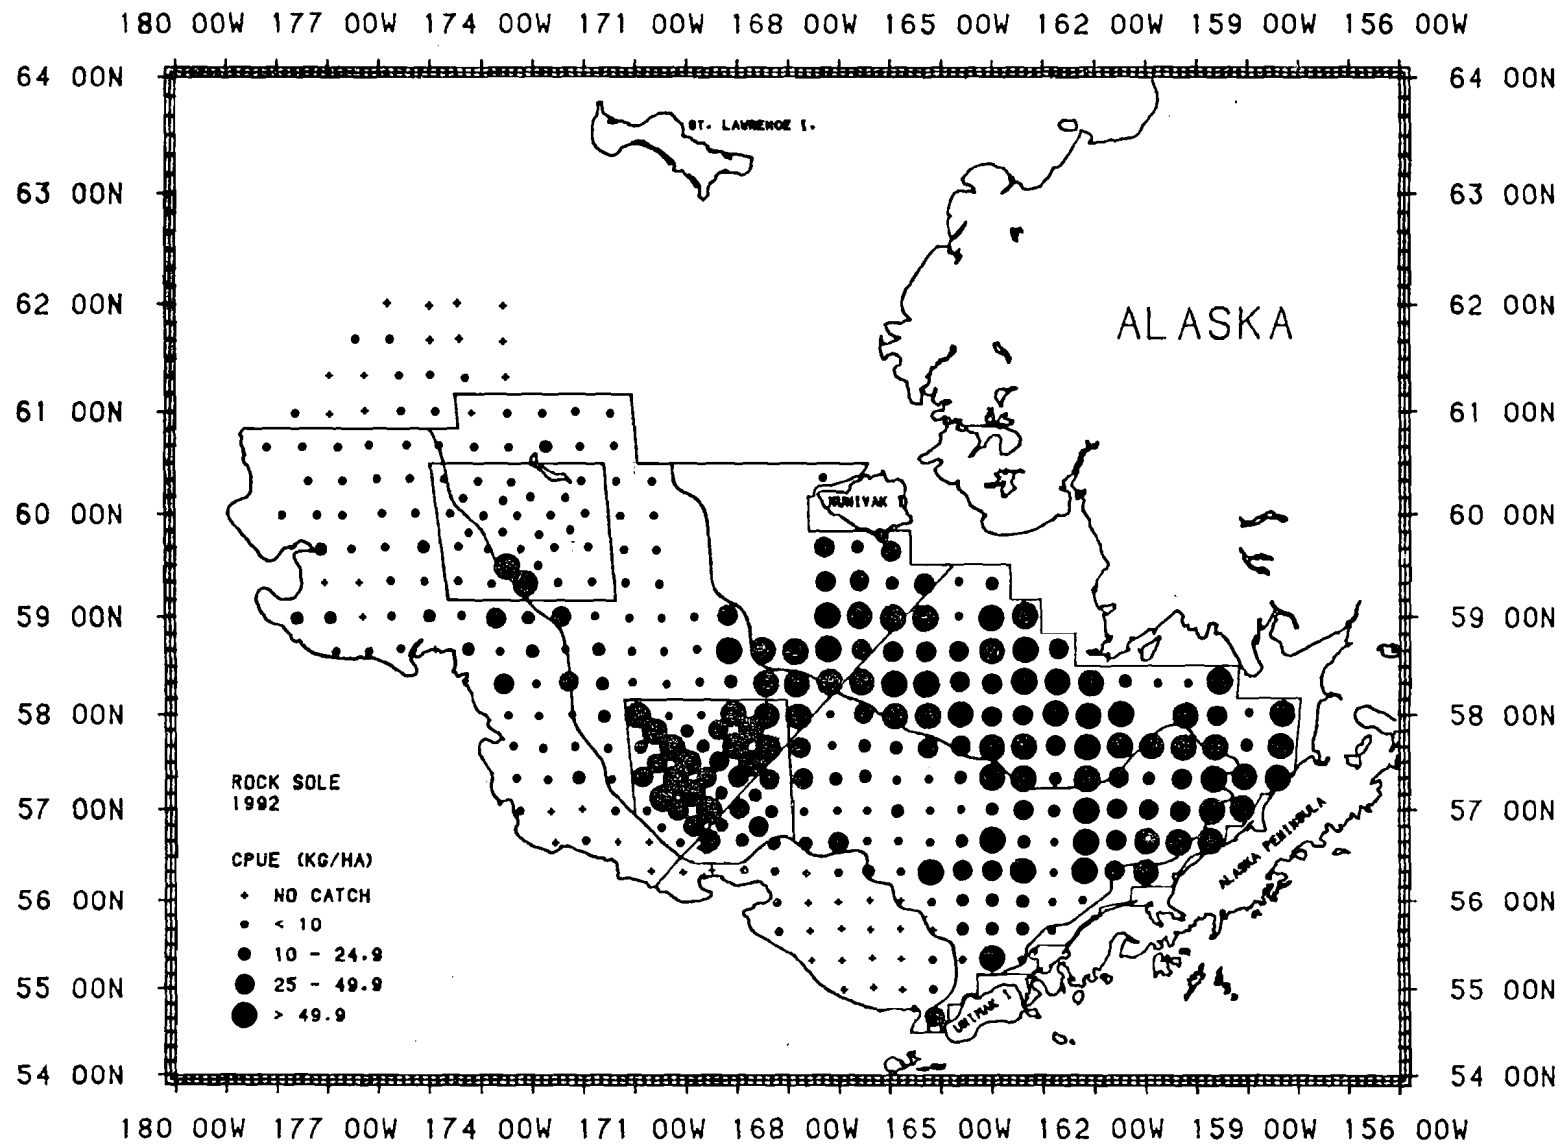 180 00W 177 00W 174 00W 171 00W 168 00W 165 00W 162 00W 159 00W 156 00W
64 00N 64 00N
ST. LAWRENCE I.
63 00N 63 00N
62 00N 62 00N
ALASKA
61 00N 61 00N
NUNIVAK I
60 00N 60 00N
59 00N 59 00N
58 00N 58 00N
ROCK SOLE
1992
57 00N 57 00N
ALASKA PENINSULA
CPUE (KG/HA)
+ NO CATCH
< 10
56 00N 56 00N
10 - 24.9
25 - 49.9
55 00N 55 00N
UNIMAK I
> 49.9
54 00N 54 00N
180 00W 177 00W 174 00W 171 00W 168 00W 165 00W 162 00W 159 00W 156 00W